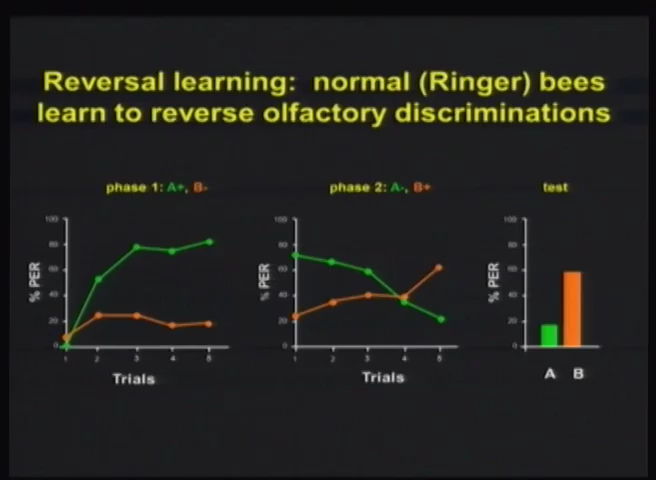 Reversal learning: normal (Ringer) bees
learn to reverse olfactory discriminations
phase 1: A+, B-
phase 2: A-, B+
test
% PER
100
80
60
40
20
0
1 2 3 4 5
Trials
% PER
100
80
60
40
20
0
1 2 3 4 5
Trials
% PER
100
80
60
40
20
0
A B